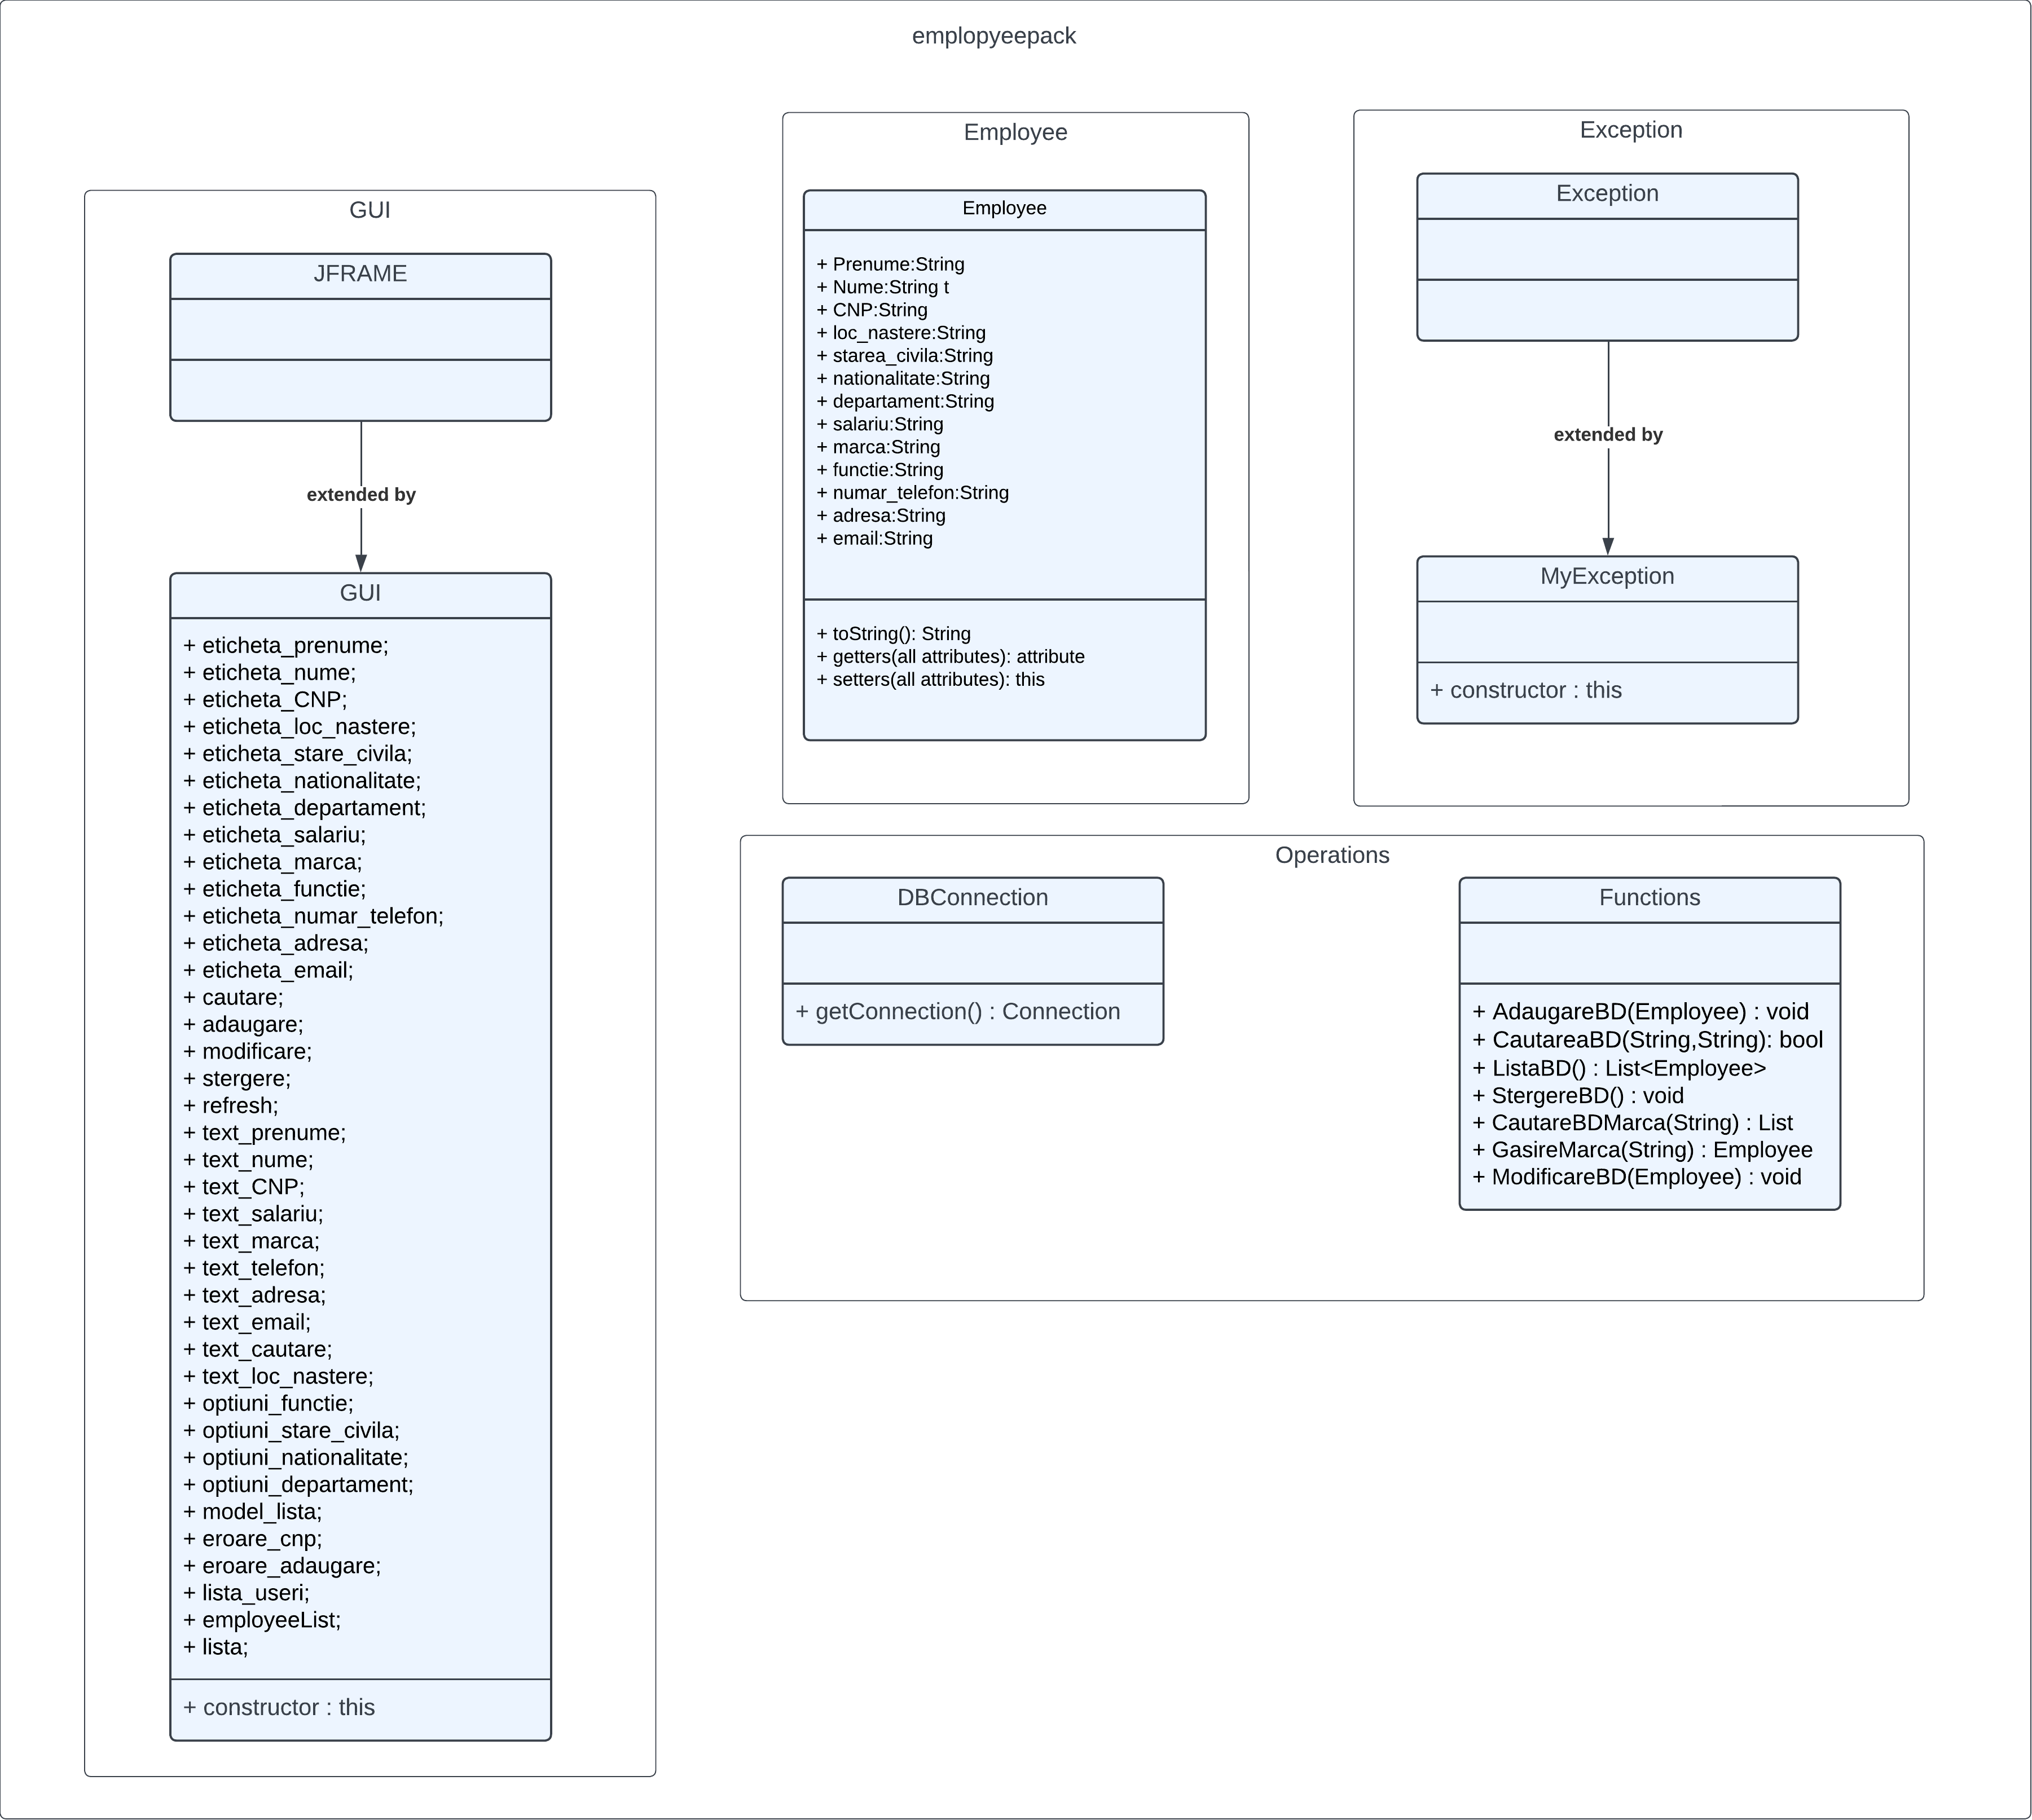 emplopyeepack
GUI
JFRAME
extended by
GUI
+ eticheta_prenume;
+ eticheta_nume;
+ eticheta_CNP;
+ eticheta_loc_nastere;
+ eticheta_stare_civila;
+ eticheta_nationalitate;
+ eticheta_departament;
+ eticheta_salariu;
+ eticheta_marca;
+ eticheta_functie;
+ eticheta_numar_telefon;
+ eticheta_adresa;
+ eticheta_email;
+ cautare;
+ adaugare;
+ modificare;
+ stergere;
+ refresh;
+ text_prenume;
+ text_nume;
+ text_CNP;
+ text_salariu;
+ text_marca;
+ text_telefon;
+ text_adresa;
+ text_email;
+ text_cautare;
+ text_loc_nastere;
+ optiuni_functie;
+ optiuni_stare_civila;
+ optiuni_nationalitate;
+ optiuni_departament;
+ model_lista;
+ eroare_cnp;
+ eroare_adaugare;
+ lista_useri;
+ employeeList;
+ lista;
+ constructor : this
Employee
Employee
+ Prenume:String
+ Nume:String t
+ CNP:String
+ loc_nastere:String
+ starea_civila:String
+ nationalitate:String
+ departament:String
+ salariu:String
+ marca:String
+ functie:String
+ numar_telefon:String
+ adresa:String
+ email:String
+ toString(): String
+ getters(all attributes): attribute
+ setters(all attributes): this
Exception
Exception
extended by
MyException
+ constructor : this
Operations
DBConnection
+ getConnection() : Connection
Functions
+ AdaugareBD(Employee) : void
+ CautareaBD(String,String): bool
+ ListaBD() : List<Employee>
+ StergereBD() : void
+ CautareBDMarca(String) : List
+ GasireMarca(String) : Employee
+ ModificareBD(Employee) : void